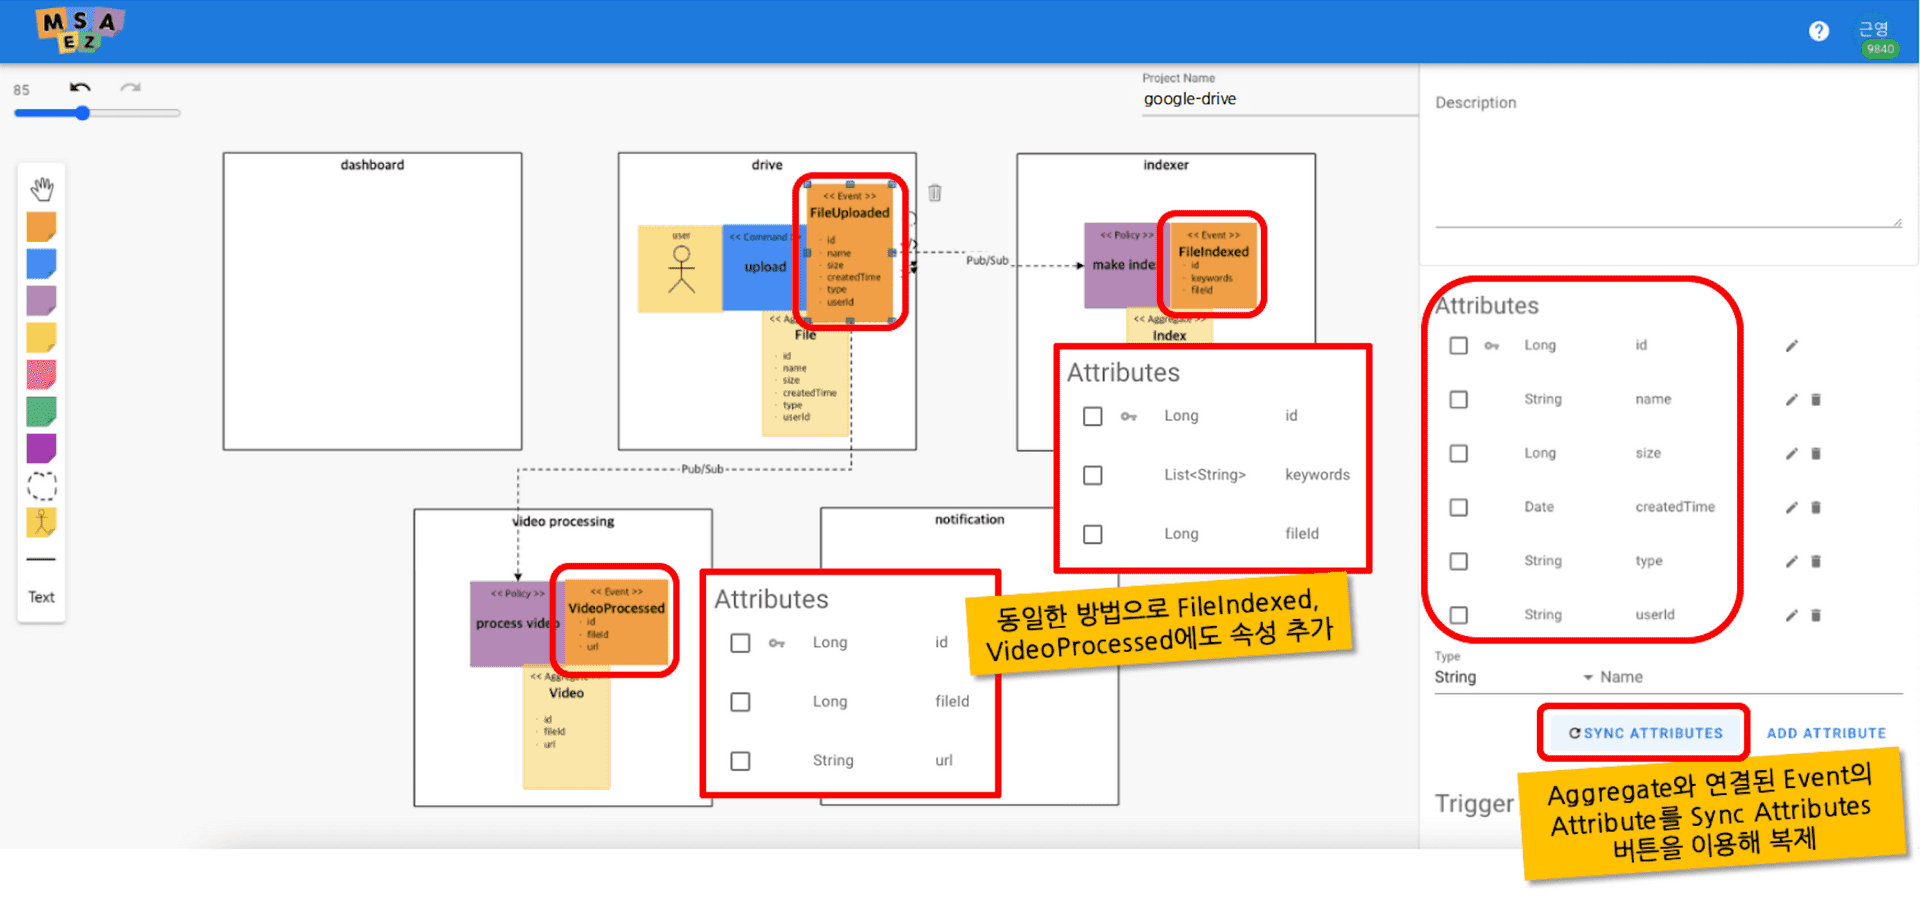 MSA
EZ
근영
9840
85
Project Name
google-drive
Description
dashboard
drive
indexer
user
<< Command >>
upload
<< Event >>
FileUploaded
id
name
size
createdTime
type
userId
File
id
name
size
createdTime
type
userId
Pub/Sub
<< Policy >>
make inde
<< Event >>
FileIndexed
id
keywords
fileId
<< Aggregate >>
Index
Pub/Sub
Text
video processing
notification
<< Policy >>
process video
<< Event >>
VideoProcessed
id
fileId
url
Video
id
fileId
url
Attributes
Long id
List<String> keywords
Long fileId
Attributes
Long id
Long fileId
String url
동일한 방법으로 FileIndexed,
VideoProcessed에도 속성 추가
Attributes
Long id
String name
Long size
Date createdTime
String type
String userId
Type
String Name
SYNC ATTRIBUTES ADD ATTRIBUTE
Trigger
Aggregate와 연결된 Event의
Attribute를 Sync Attributes
버튼을 이용해 복제